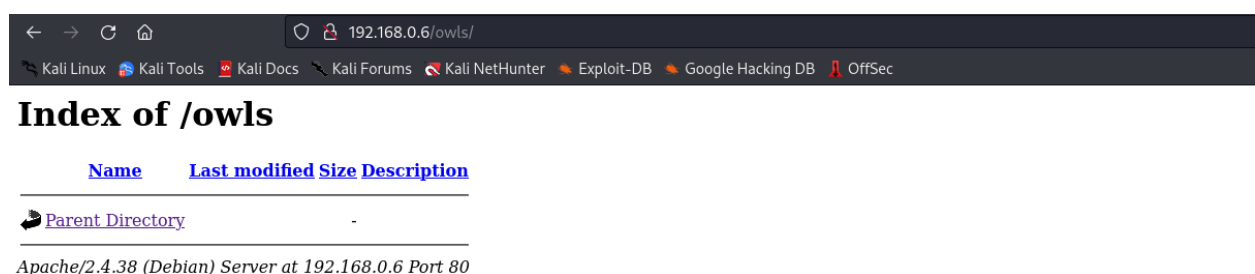 192.168.0.6/owls/
Kali Linux Kali Tools Kali Docs Kali Forums Kali NetHunter Exploit-DB Google Hacking DB OffSec
Index of /owls
Name Last modified Size Description
Parent Directory -
Apache/2.4.38 (Debian) Server at 192.168.0.6 Port 80